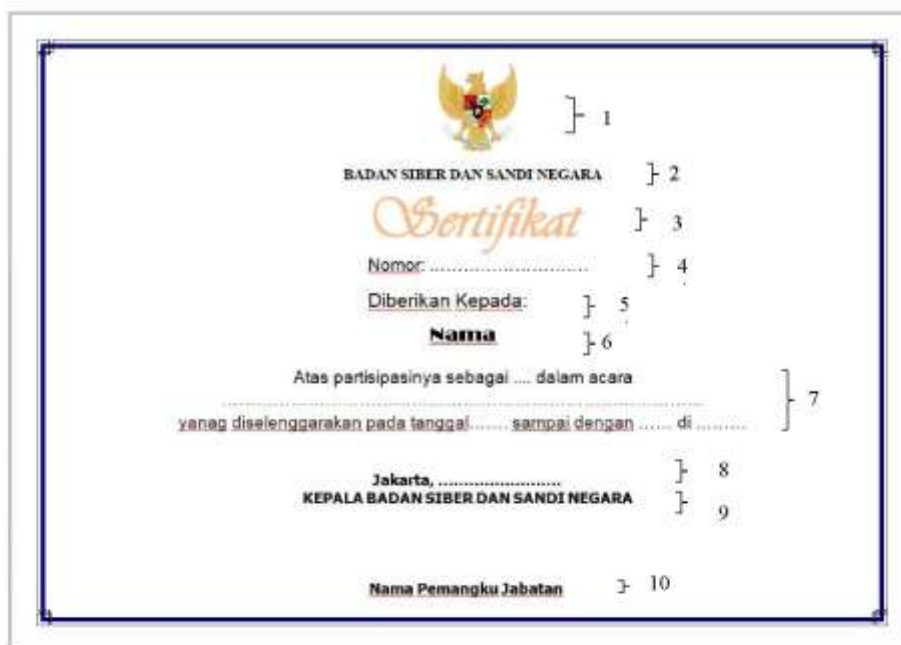 1
BADAN SIBER DAN SANDI NEGARA 2
Sertifikat 3
Nomor: ................................ 4
Diberikan Kepada: 5
Nama 6
Atas partisipasinya sebagai .... dalam acara
................................................................................................ 7
yanag diselenggarakan pada tanggal....... sampai dengan ...... di ..........
Jakarta, .......................... 8
KEPALA BADAN SIBER DAN SANDI NEGARA 9
Nama Pemangku Jabatan 10